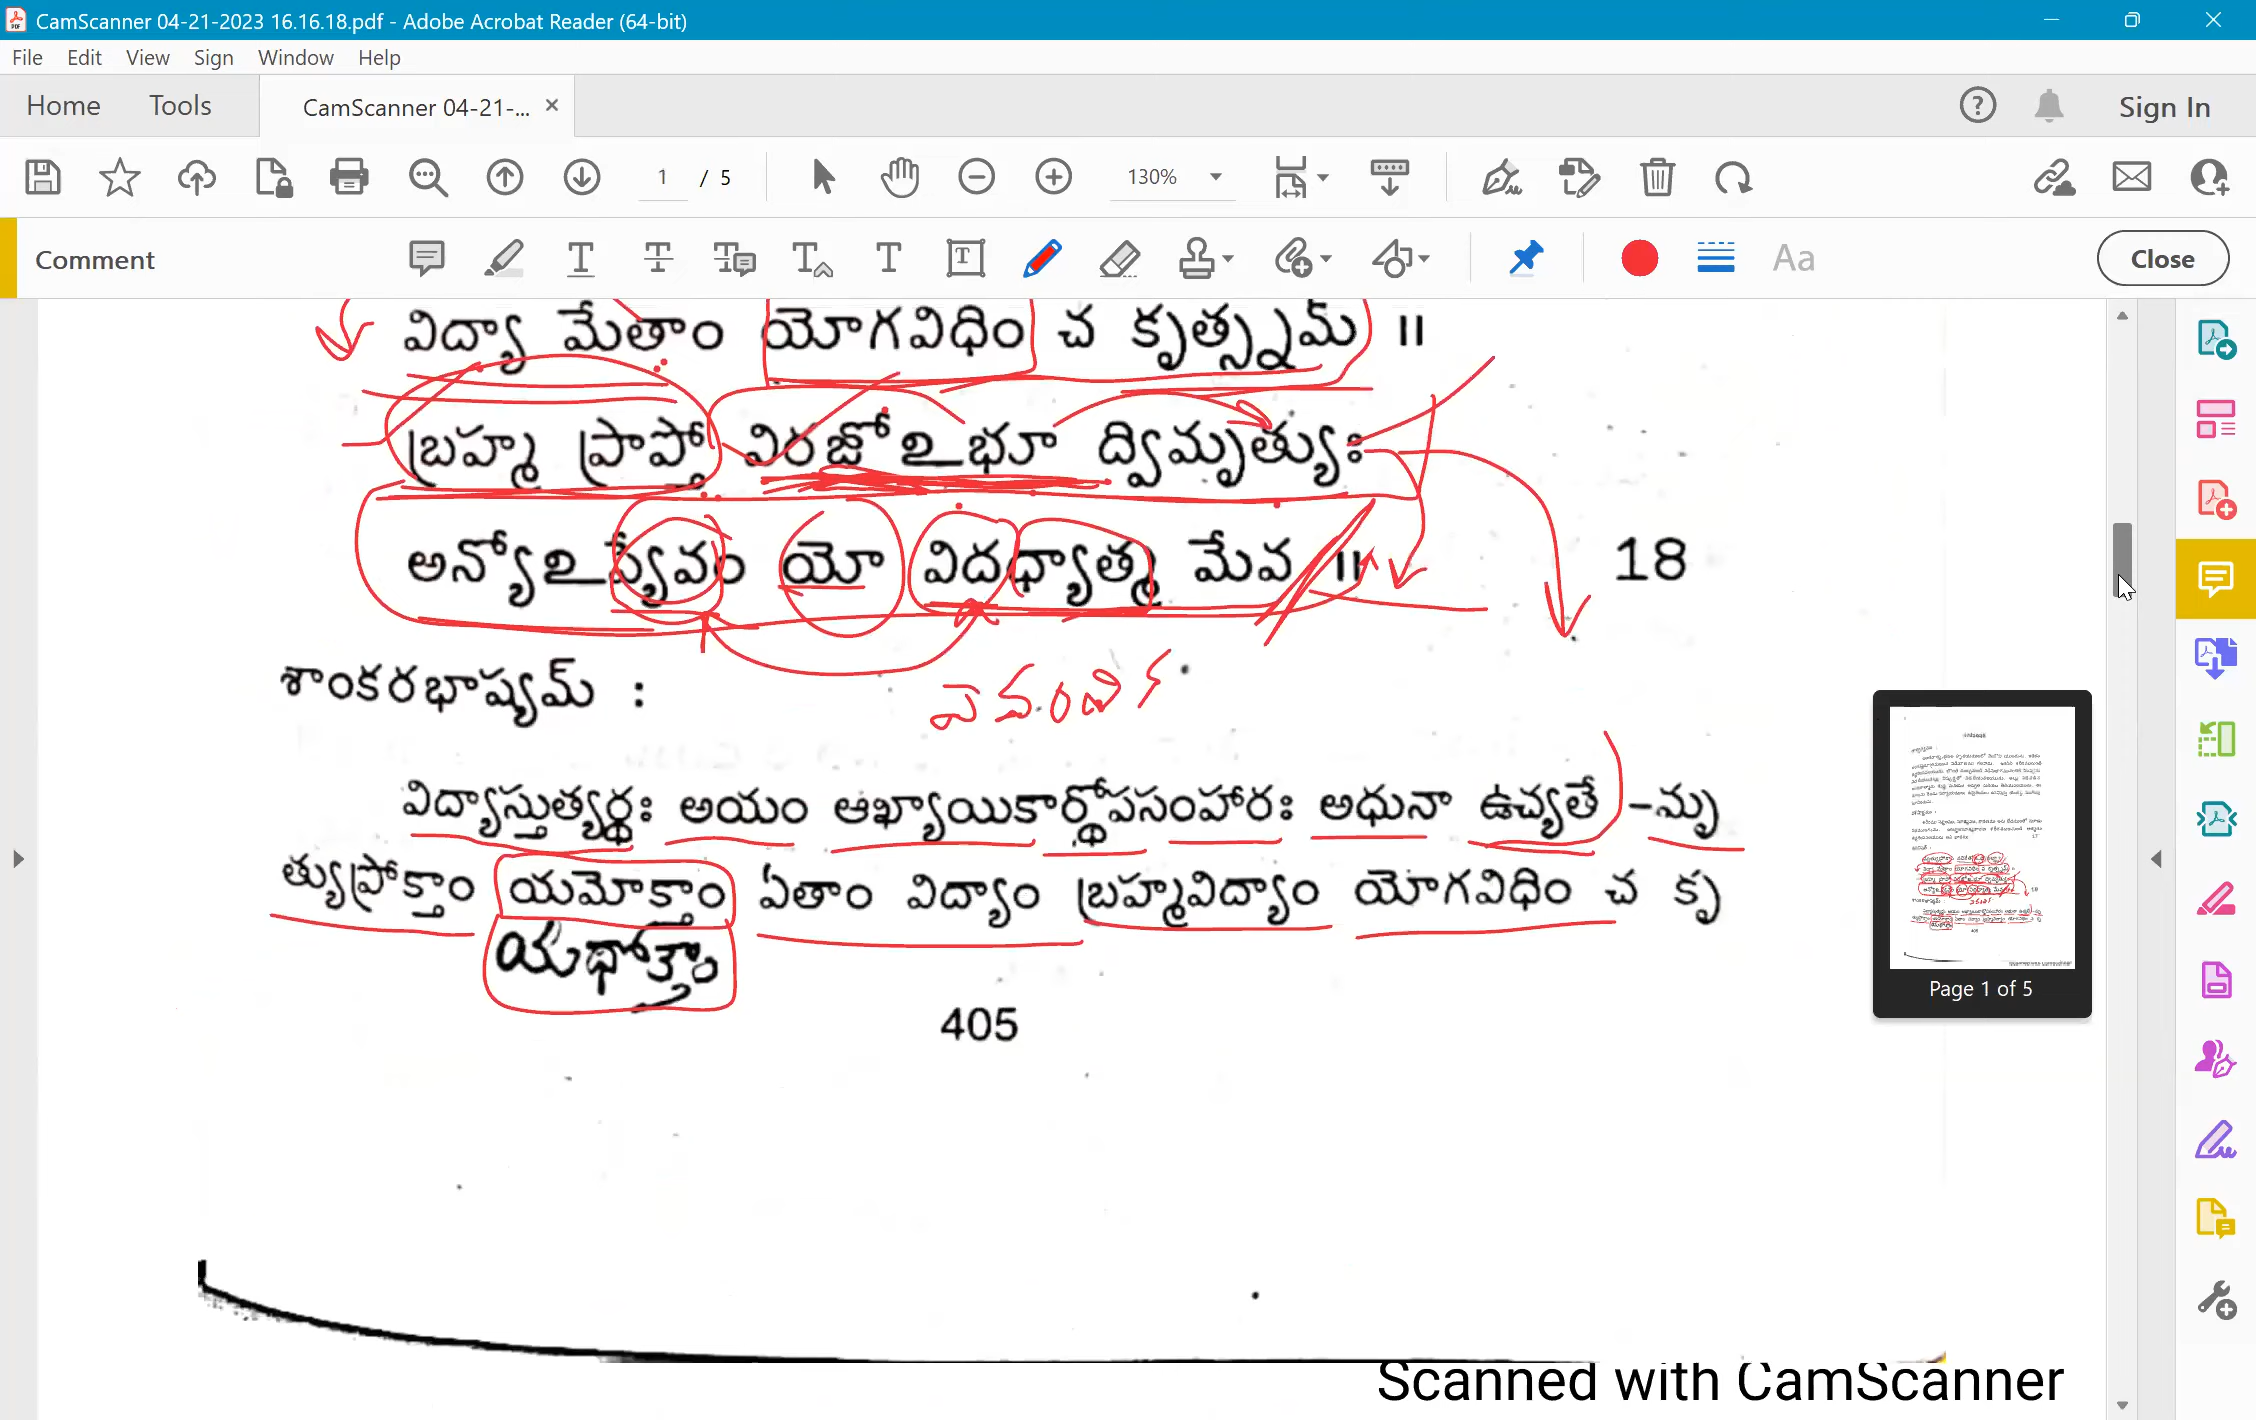 CamScanner 04-21-2023 16.16.18.pdf - Adobe Acrobat Reader (64-bit)
File Edit View Sign Window Help
Home Tools CamScanner 04-21-... × Sign In
1 / 5 130%
Comment Aa Close
విద్యా మేతాం యోగవిధిం చ కృత్స్నమ్ ॥
బ్రహ్మ ప్రాప్తో విరజోఽభూ ద్విమృత్యుః
అన్యోఽప్యేవం యో విదధ్యాత్మ మేవ ॥ 18
శాంకరభాష్యమ్ :
విద్యాస్తుత్యర్థః అయం ఆఖ్యాయికార్థోపసంహారః అధునా ఉచ్యతే -మృ
త్యుప్రోక్తాం యమోక్తాం ఏతాం విద్యాం బ్రహ్మవిద్యాం యోగవిధిం చ కృ
యథోక్తాం
405
Page 1 of 5
Scanned with CamScanner